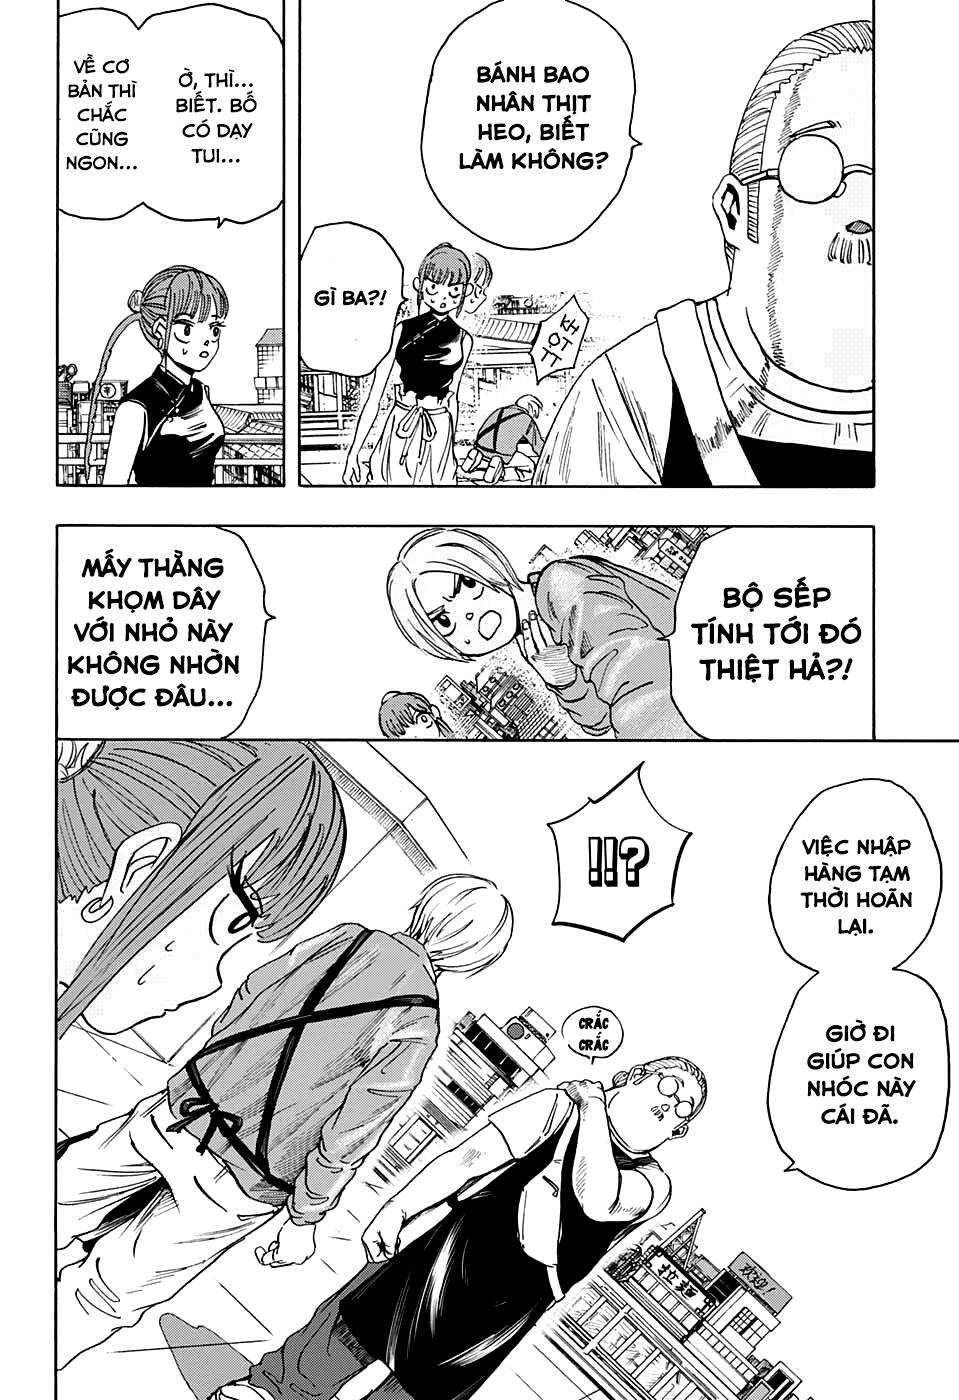 BÁNH BAO
NHÂN THỊT
HEO, BIẾT
LÀM KHÔNG?
GÌ BA?!
Ờ, THÌ...
BIẾT. BỐ
CÓ DẠY
TUI...
VỀ CƠ
BẢN THÌ
CHẮC
CŨNG
NGON...
BỘ SẾP
TÍNH TỚI ĐÓ
THIỆT HẢ?!
MẤY THẰNG
KHỌM DÂY
VỚI NHỎ NÀY
KHÔNG NHỜN
ĐƯỢC ĐÂU...
VIỆC NHẬP
HÀNG TẠM
THỜI HOÃN
LẠI.
GIỜ ĐI
GIÚP CON
NHÓC NÀY
CÁI ĐÃ.
!!?
CRẮC
CRẮC
拉麺